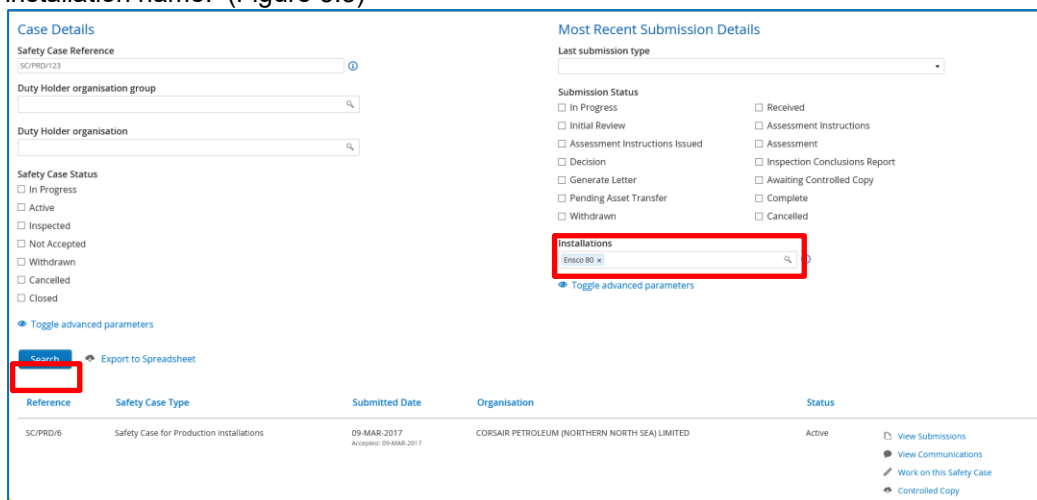 Case Details
Safety Case Reference
SC/PRD/123
Duty Holder organisation group
Duty Holder organisation
Safety Case Status
In Progress
Active
Inspected
Not Accepted
Withdrawn
Cancelled
Closed
Toggle advanced parameters
Most Recent Submission Details
Last submission type
Submission Status
In Progress Received
Initial Review Assessment Instructions
Assessment Instructions Issued Assessment
Decision Inspection Conclusions Report
Generate Letter Awaiting Controlled Copy
Pending Asset Transfer Complete
Withdrawn Cancelled
Installations
Ensco 80 ×
Toggle advanced parameters
Search Export to Spreadsheet
Reference Safety Case Type Submitted Date Organisation Status
SC/PRD/6 Safety Case for Production installations 09-MAR-2017 CORSAIR PETROLEUM (NORTHERN NORTH SEA) LIMITED Active View Submissions
Accepted: 09-MAR-2017
View Communications
Work on this Safety Case
Controlled Copy